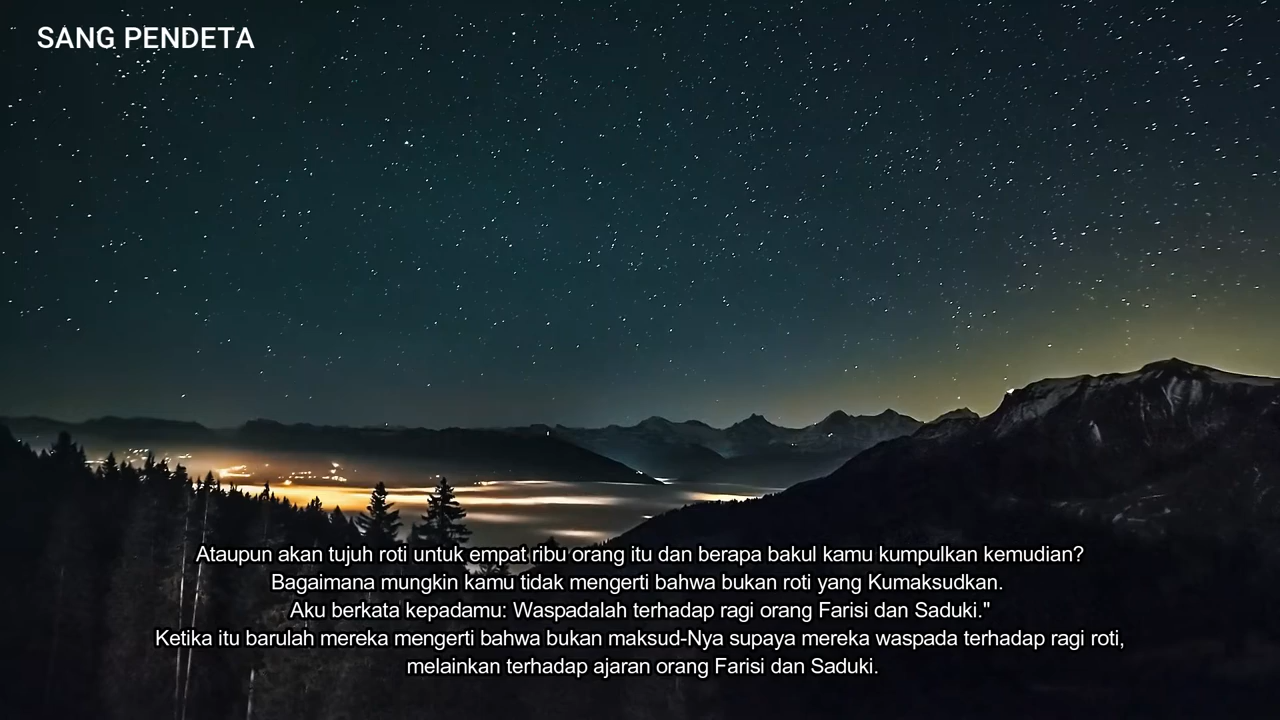 SANG PENDETA
Ataupun akan tujuh roti untuk empat ribu orang itu dan berapa bakul kamu kumpulkan kemudian?
Bagaimana mungkin kamu tidak mengerti bahwa bukan roti yang Kumaksudkan.
Aku berkata kepadamu: Waspadalah terhadap ragi orang Farisi dan Saduki."
Ketika itu barulah mereka mengerti bahwa bukan maksud-Nya supaya mereka waspada terhadap ragi roti,
melainkan terhadap ajaran orang Farisi dan Saduki.